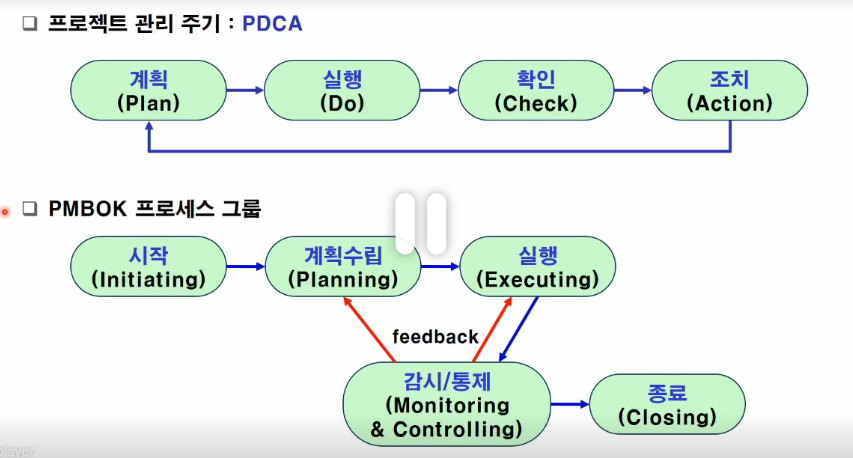 ❑ 프로젝트 관리 주기 : PDCA
계획
(Plan)
실행
(Do)
확인
(Check)
조치
(Action)
❑ PMBOK 프로세스 그룹
시작
(Initiating)
계획수립
(Planning)
실행
(Executing)
feedback
감시/통제
(Monitoring
& Controlling)
종료
(Closing)
player